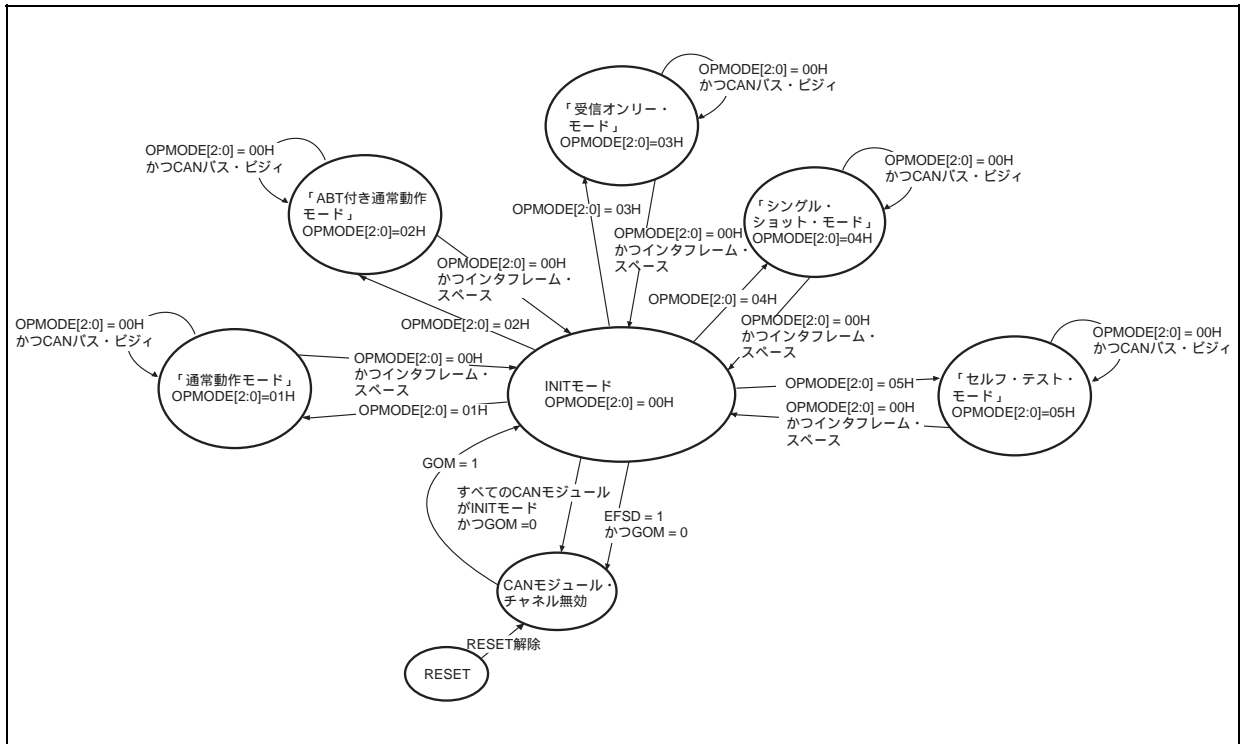 OPMODE[2:0] = 00H
かつCANバス・ビジィ
「受信オンリー・
モード」
OPMODE[2:0]=03H
OPMODE[2:0] = 00H
かつCANバス・ビジィ
「ABT付き通常動作
モード」
OPMODE[2:0]=02H
OPMODE[2:0] = 00H
かつCANバス・ビジィ
「シングル・
ショット・モード」
OPMODE[2:0]=04H
OPMODE[2:0] = 03H
OPMODE[2:0] = 00H
かつインタフレーム・
スペース
OPMODE[2:0] = 00H
かつインタフレーム・
スペース
OPMODE[2:0] = 04H
OPMODE[2:0] = 02H
OPMODE[2:0] = 00H
かつインタフレーム・
スペース
OPMODE[2:0] = 00H
かつCANバス・ビジィ
「通常動作モード」
OPMODE[2:0]=01H
OPMODE[2:0] = 00H
かつインタフレーム・
スペース
OPMODE[2:0] = 01H
INITモード
OPMODE[2:0] = 00H
OPMODE[2:0] = 05H
OPMODE[2:0] = 00H
かつインタフレーム・
スペース
OPMODE[2:0] = 00H
かつCANバス・ビジィ
「セルフ・テスト・
モード」
OPMODE[2:0]=05H
GOM = 1
すべてのCANモジュール
がINITモード
かつGOM =0
EFSD = 1
かつGOM = 0
CANモジュール・
チャネル無効
RESET解除
RESET